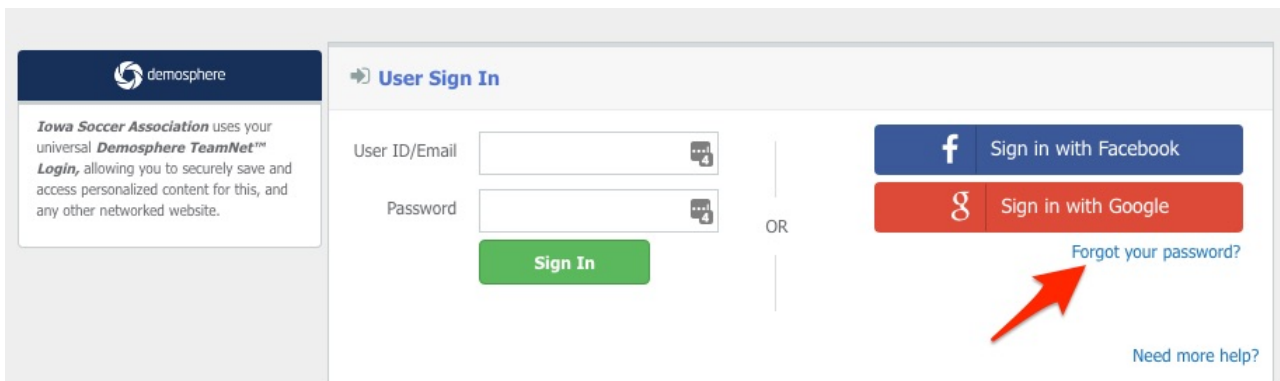 demosphere
Iowa Soccer Association uses your
universal Demosphere TeamNet™
Login, allowing you to securely save and
access personalized content for this, and
any other networked website.
User Sign In
User ID/Email
4
Password
4
Sign In
OR
f Sign in with Facebook
g Sign in with Google
Forgot your password?
Need more help?